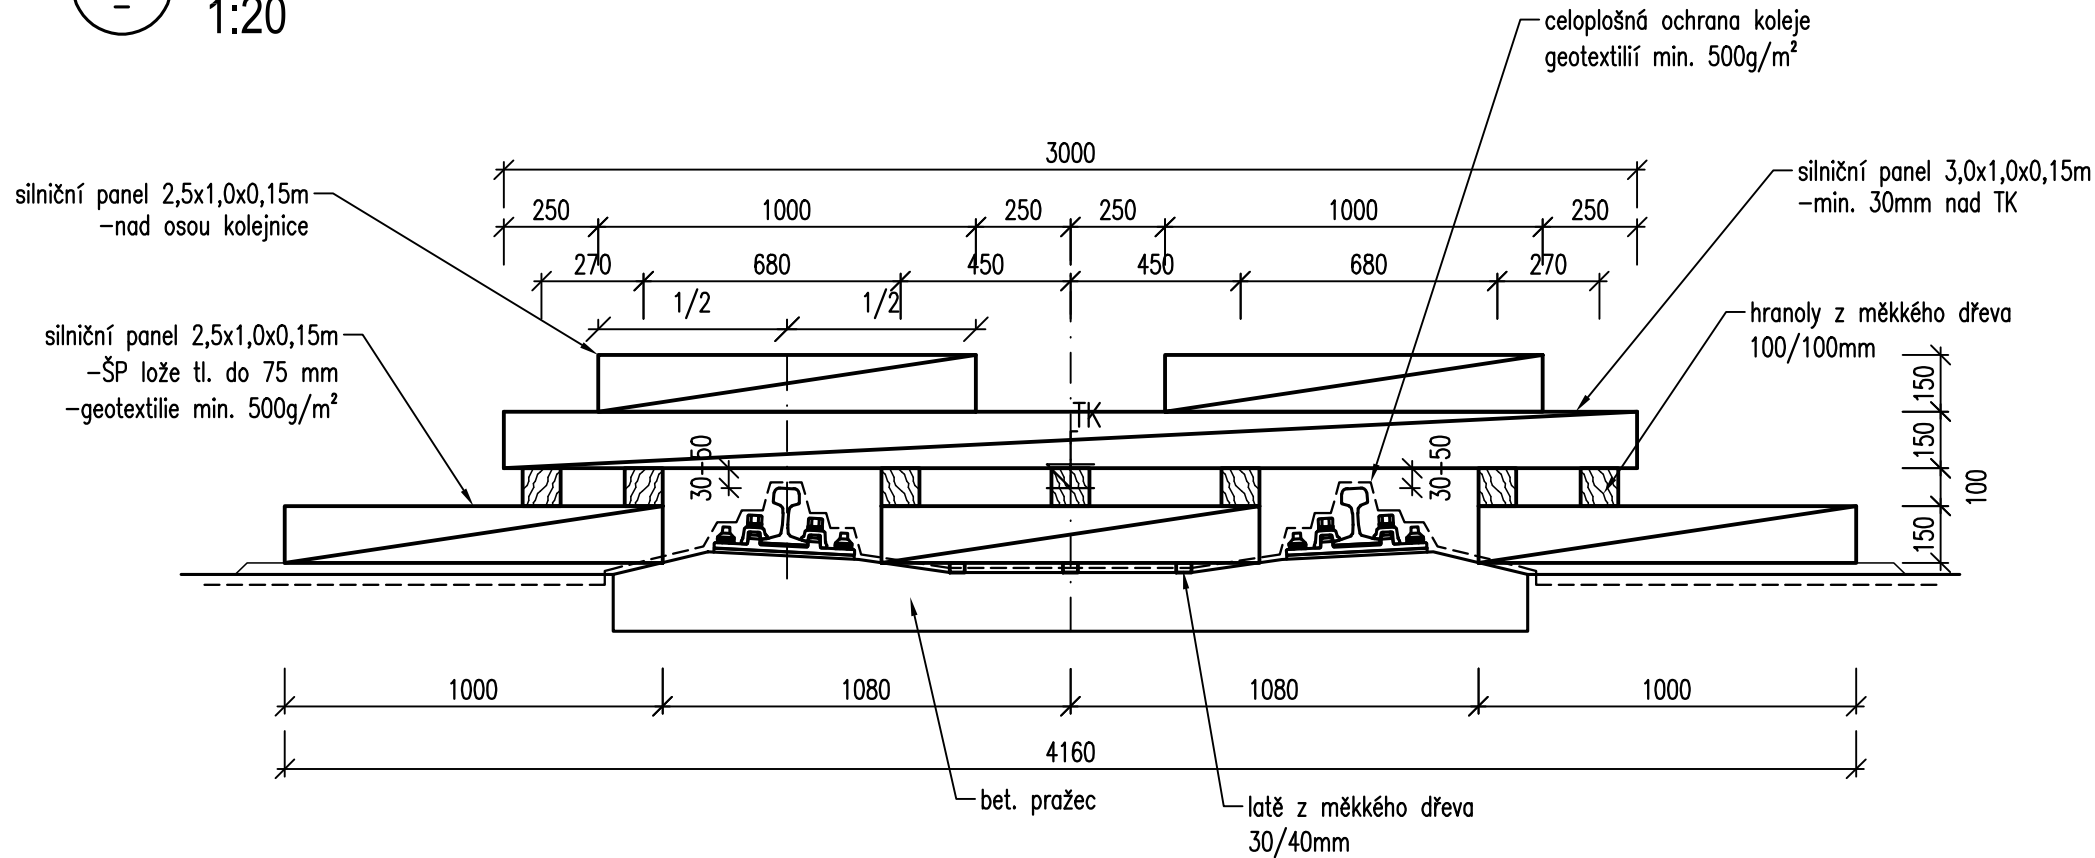 –
1:20
celoplošná ochrana koleje
geotextilií min. 500g/m²
3000
silniční panel 2,5x1,0x0,15m
–nad osou kolejnice
silniční panel 3,0x1,0x0,15m
–min. 30mm nad TK
250
1000
250
250
1000
250
270
680
450
450
680
270
1/2
1/2
silniční panel 2,5x1,0x0,15m
–ŠP lože tl. do 75 mm
–geotextilie min. 500g/m²
hranoly z měkkého dřeva
100/100mm
TK
30–50
30–50
150
150
100
150
1000
1080
1080
1000
4160
bet. pražec
latě z měkkého dřeva
30/40mm